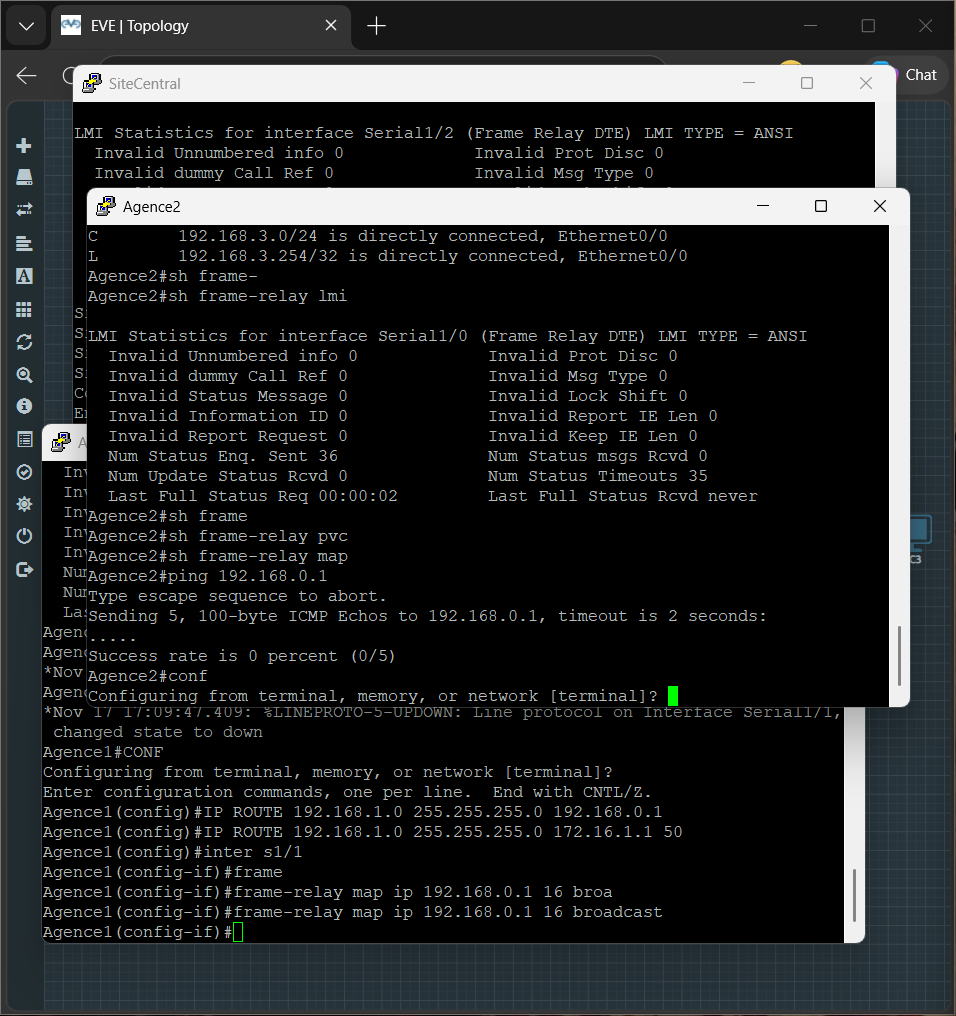 EVE | Topology
Chat
SiteCentral
LMI Statistics for interface Serial1/2 (Frame Relay DTE) LMI TYPE = ANSI
Invalid Unnumbered info 0 Invalid Prot Disc 0
Invalid dummy Call Ref 0 Invalid Msg Type 0
Agence2
C 192.168.3.0/24 is directly connected, Ethernet0/0
L 192.168.3.254/32 is directly connected, Ethernet0/0
Agence2#sh frame-
Agence2#sh frame-relay lmi
LMI Statistics for interface Serial1/0 (Frame Relay DTE) LMI TYPE = ANSI
Invalid Unnumbered info 0 Invalid Prot Disc 0
Invalid dummy Call Ref 0 Invalid Msg Type 0
Invalid Status Message 0 Invalid Lock Shift 0
Invalid Information ID 0 Invalid Report IE Len 0
Invalid Report Request 0 Invalid Keep IE Len 0
Num Status Enq. Sent 36 Num Status msgs Rcvd 0
Num Update Status Rcvd 0 Num Status Timeouts 35
Last Full Status Req 00:00:02 Last Full Status Rcvd never
Agence2#sh frame
Agence2#sh frame-relay pvc
Agence2#sh frame-relay map
Agence2#ping 192.168.0.1
Type escape sequence to abort.
Sending 5, 100-byte ICMP Echos to 192.168.0.1, timeout is 2 seconds:
.....
Success rate is 0 percent (0/5)
Agence2#conf
Configuring from terminal, memory, or network [terminal]?
*Nov 17 17:09:47.409: %LINEPROTO-5-UPDOWN: Line protocol on Interface Serial1/1,
changed state to down
Agence1#CONF
Configuring from terminal, memory, or network [terminal]?
Enter configuration commands, one per line.  End with CNTL/Z.
Agence1(config)#IP ROUTE 192.168.1.0 255.255.255.0 192.168.0.1
Agence1(config)#IP ROUTE 192.168.1.0 255.255.255.0 172.16.1.1 50
Agence1(config)#inter s1/1
Agence1(config-if)#frame
Agence1(config-if)#frame-relay map ip 192.168.0.1 16 broa
Agence1(config-if)#frame-relay map ip 192.168.0.1 16 broadcast
Agence1(config-if)#